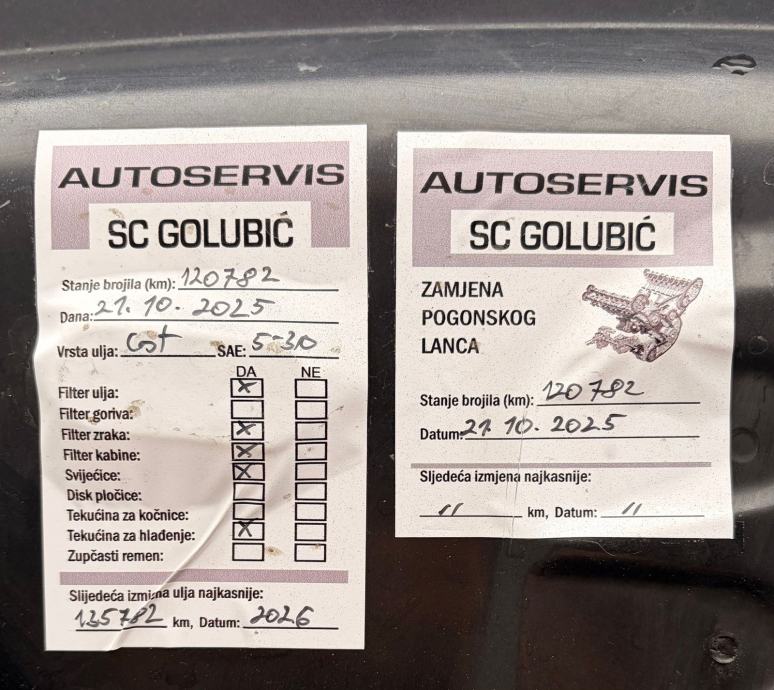 AUTOSERVIS
SC GOLUBIĆ
Stanje brojila (km): 120782
Dana: 21. 10. 2025
Vrsta ulja: Cst SAE: 5-30
DA NE
Filter ulja: X
Filter goriva:
Filter zraka: X
Filter kabine: X
Svijećice: X
Disk pločice:
Tekućina za kočnice:
Tekućina za hlađenje: X
Zupčasti remen:
Slijedeća izmjena ulja najkasnije:
135782 km, Datum: 2026
AUTOSERVIS
SC GOLUBIĆ
ZAMJENA
POGONSKOG
LANCA
Stanje brojila (km): 120782
Datum: 21. 10. 2025
Sljedeća izmjena najkasnije:
-11- km, Datum: 11